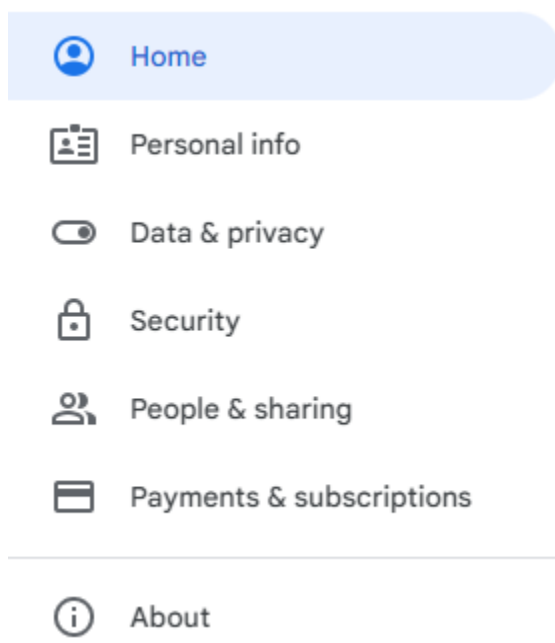 Home
Personal info
Data & privacy
Security
People & sharing
Payments & subscriptions
About